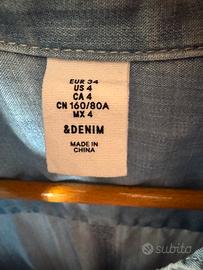 EUR 34
US 4
CA 4
CN 160/80A
MX 4
&DENIM
MADE IN
CHINA
subito